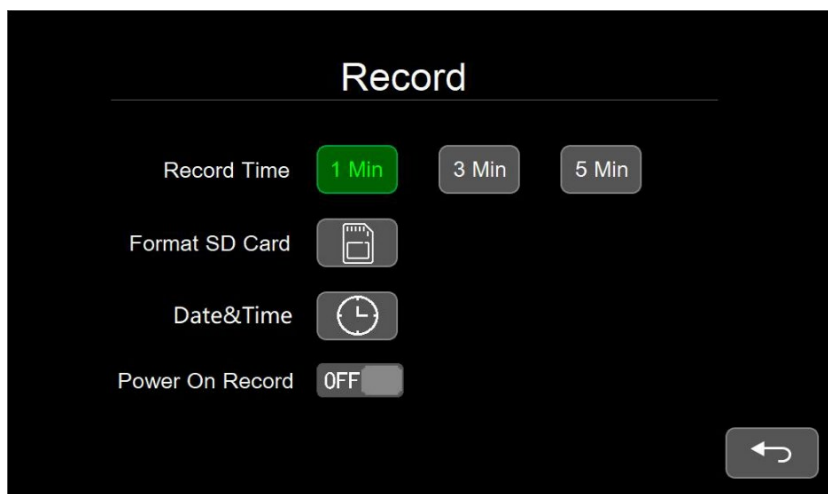 Record
Record Time 1 Min 3 Min 5 Min
Format SD Card
Date&Time
Power On Record OFF